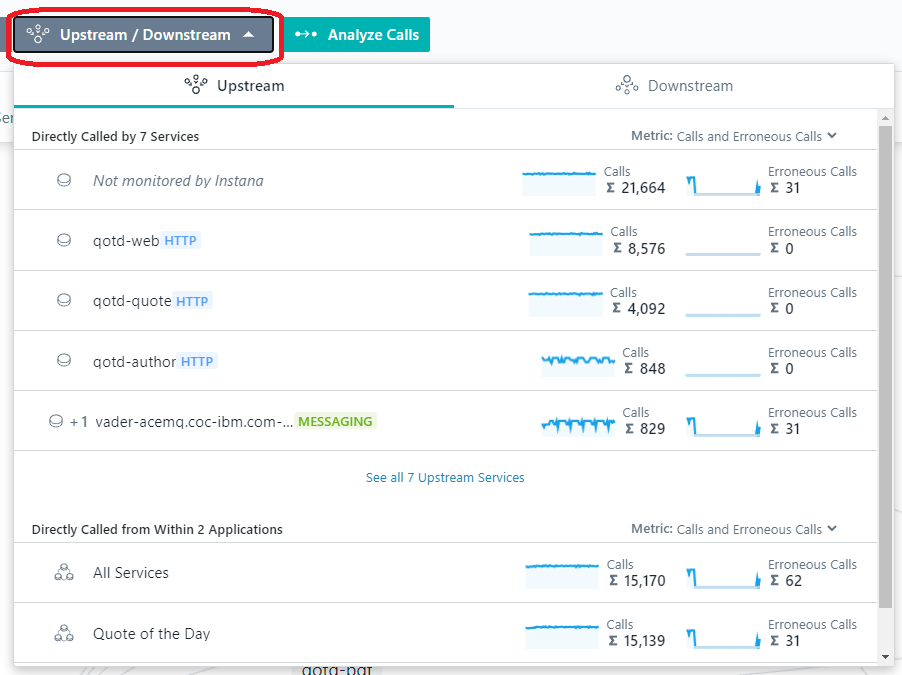 Upstream / Downstream
Analyze Calls
Upstream
Downstream
Ser
Directly Called by 7 Services
Metric: Calls and Erroneous Calls
Not monitored by Instana
Calls
Σ 21,664
Erroneous Calls
Σ 31
qotd-web HTTP
Calls
Σ 8,576
Erroneous Calls
Σ 0
qotd-quote HTTP
Calls
Σ 4,092
Erroneous Calls
Σ 0
qotd-author HTTP
Calls
Σ 848
Erroneous Calls
Σ 0
+1 vader-acemq.coc-ibm.com-... MESSAGING
Calls
Σ 829
Erroneous Calls
Σ 31
See all 7 Upstream Services
Directly Called from Within 2 Applications
Metric: Calls and Erroneous Calls
All Services
Calls
Σ 15,170
Erroneous Calls
Σ 62
Quote of the Day
Calls
Σ 15,139
Erroneous Calls
Σ 31
qotd-pdf